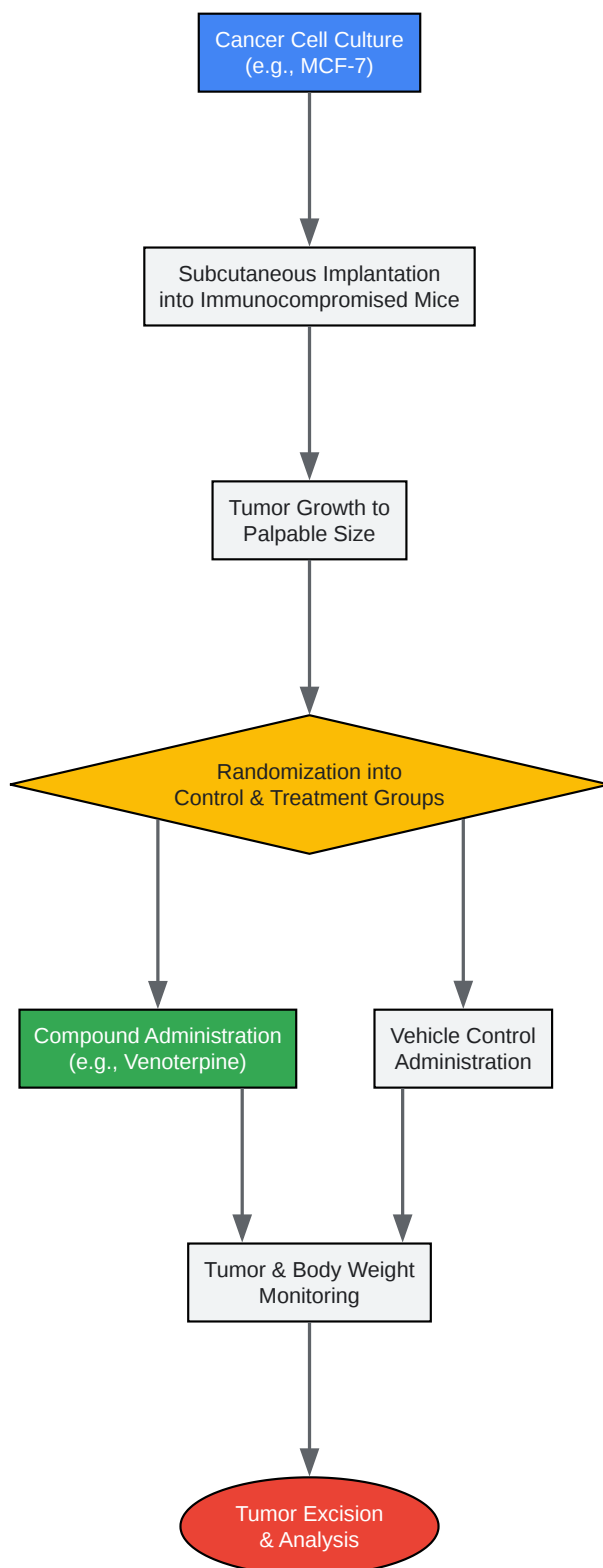 Cancer Cell Culture
(e.g., MCF-7)
Subcutaneous Implantation
into Immunocompromised Mice
Tumor Growth to
Palpable Size
Randomization into
Control & Treatment Groups
Compound Administration
(e.g., Venoterpine)
Vehicle Control
Administration
Tumor & Body Weight
Monitoring
Tumor Excision
& Analysis